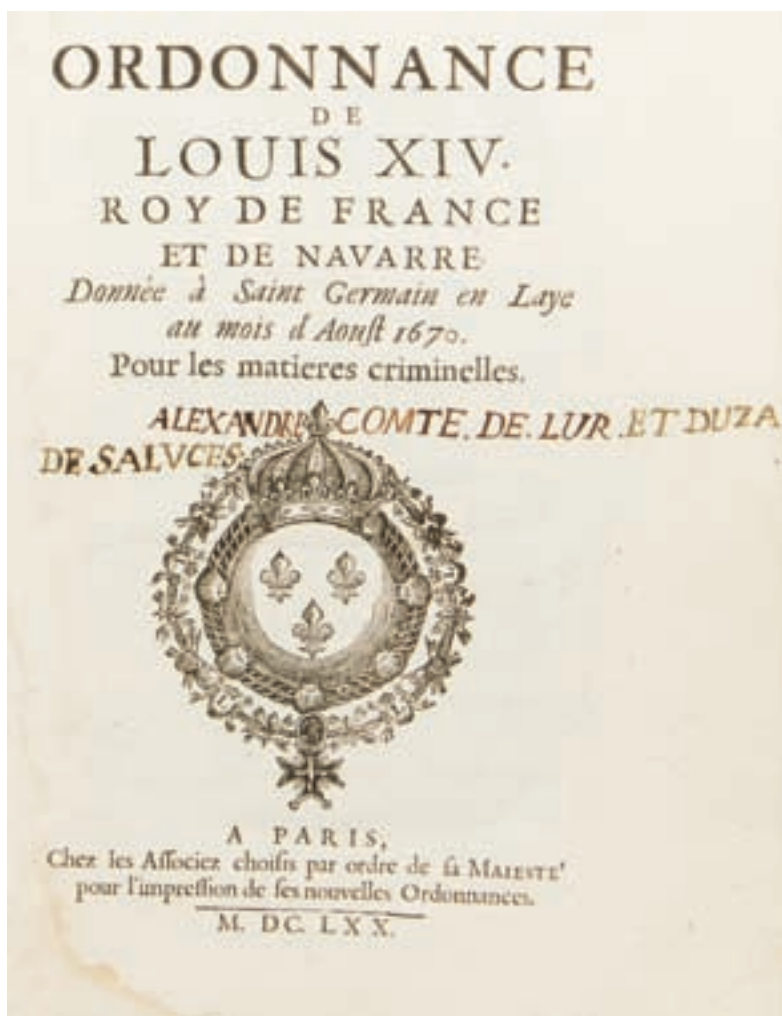 ORDONNANCE
DE
LOUIS XIV.
ROY DE FRANCE
ET DE NAVARRE
Donnée à Saint Germain en Laye
au mois d'Aouſt 1670.
Pour les matieres criminelles.
ALEXANDRE COMTE. DE. LUR. ET DUZA
DE. SALVCES
A PARIS,
Chez les Aſſociez choiſis par ordre de ſa MAIESTE'
pour l'impreſſion de ſes nouvelles Ordonnances.
M. DC. LXX.